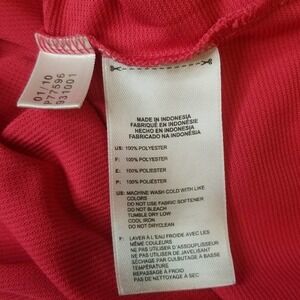 01/10
P77596
931001
MADE IN INDONESIA
FABRIQUÉ EN INDONÉSIE
HECHO EN INDONESIA
FABRICADO NA INDONÉSIA
US: 100% POLYESTER
F: 100% POLYESTER
E: 100% POLIÉSTER
P: 100% POLIÉSTER
US: MACHINE WASH COLD WITH LIKE
COLORS
DO NOT USE FABRIC SOFTENER
DO NOT BLEACH
TUMBLE DRY LOW
COOL IRON
DO NOT DRYCLEAN
F: LAVER A L'EAU FROIDE AVEC LES
MÊME COULEURS
NE PAS UTILISER D'ASSOUPLISSEUR
NE PAS UTILISER DE JAVELLISANT
SÉCHAGE PAR CULBUTAGE À BASSE
TEMPÉRATURE
REPASSAGE A FROID
PAS DE NETTOYAGE A SEC